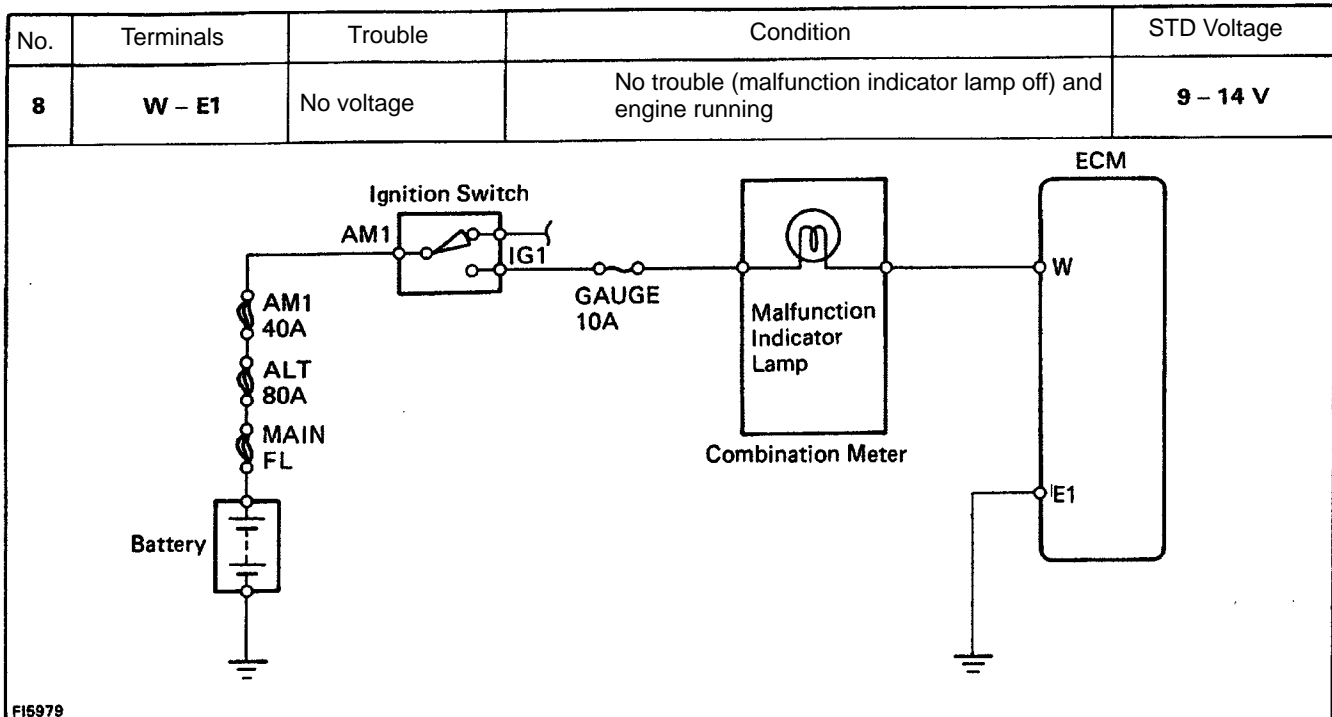 No. Terminals Trouble Condition STD Voltage
8 W – E1 No voltage No trouble (malfunction indicator lamp off) and engine running 9 – 14 V
ECM
Ignition Switch
AM1
IG1
W
GAUGE
10A
AM1
40A
Malfunction
Indicator
Lamp
ALT
80A
MAIN
FL
Combination Meter
E1
Battery
FI5979